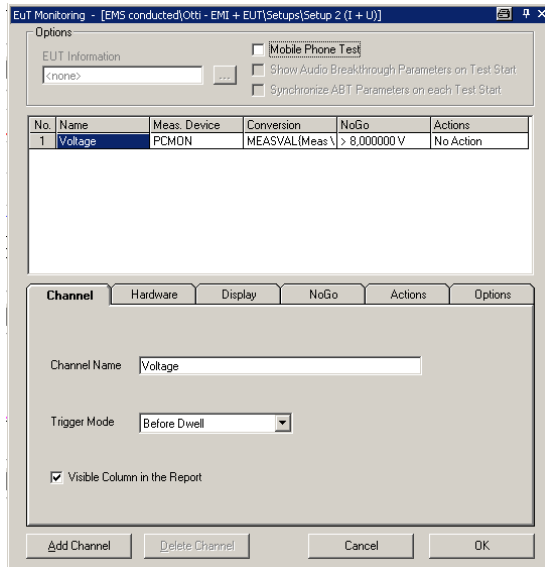 EuT Monitoring - [EMS conducted\Otti - EMI + EUT\Setups\Setup 2 (I + U)]
Options
EUT Information
<none>
...
Mobile Phone Test
Show Audio Breakthrough Parameters on Test Start
Synchronize ABT Parameters on each Test Start
No. Name Meas. Device Conversion NoGo Actions
1 Voltage PCMON MEASVAL(Meas \ > 8,000000 V No Action
Channel Hardware Display NoGo Actions Options
Channel Name Voltage
Trigger Mode Before Dwell
Visible Column in the Report
Add Channel Delete Channel Cancel OK